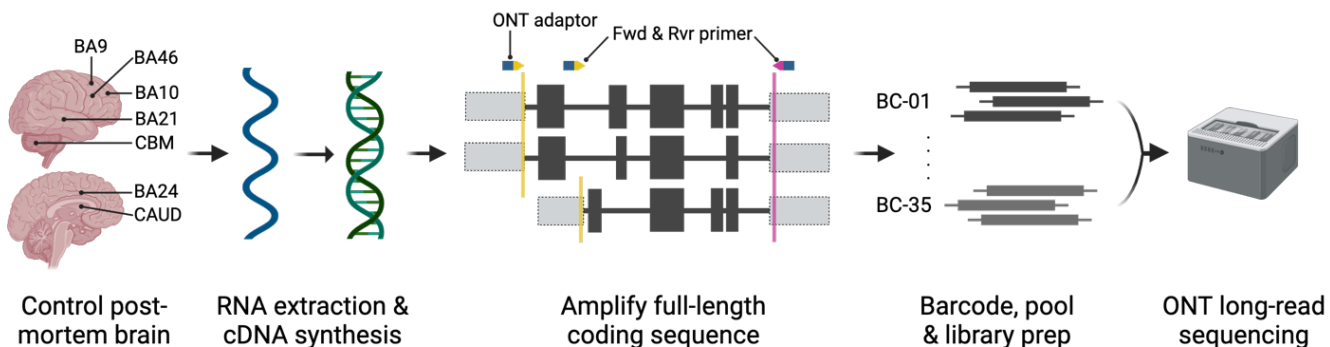 ONT adaptor
Fwd & Rvr primer
BA9
BA46
BA10
BA21
CBM
BA24
CAUD
BC-01
BC-35
Control post-
mortem brain
RNA extraction &
cDNA synthesis
Amplify full-length
coding sequence
Barcode, pool
& library prep
ONT long-read
sequencing